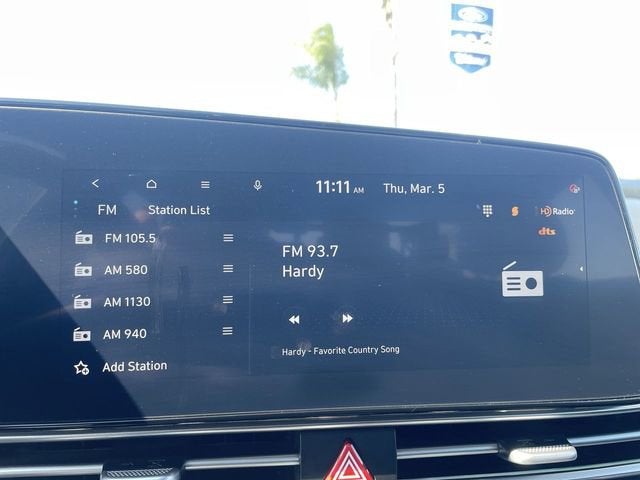 11:11 AM Thu, Mar. 5
FM Station List
HD Radio
dts
FM 105.5
AM 580
AM 1130
AM 940
Add Station
FM 93.7
Hardy
Hardy - Favorite Country Song